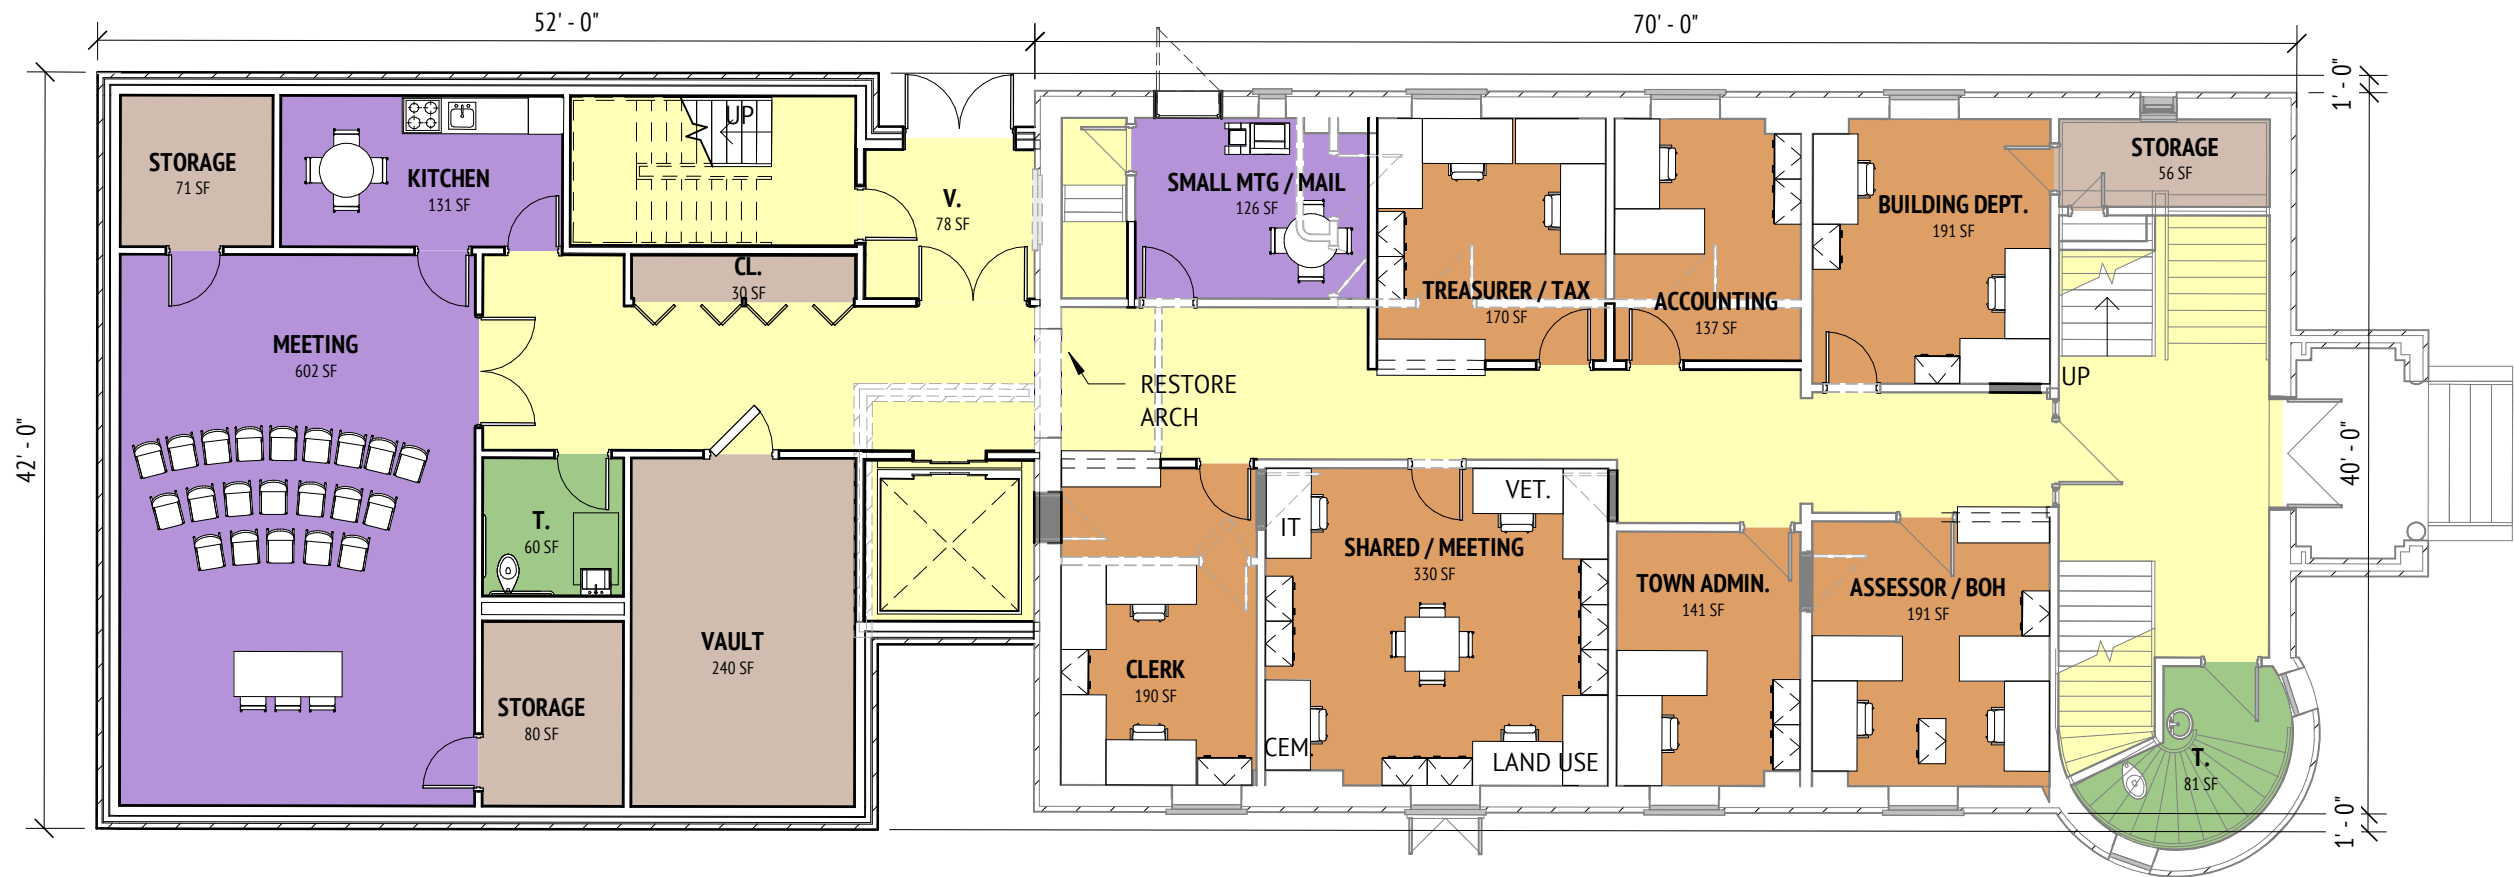 52' - 0"
70' - 0"
1' - 0"
42' - 0"
40' - 0"
1' - 0"
STORAGE
71 SF
KITCHEN
131 SF
UP
V.
78 SF
CL.
30 SF
MEETING
602 SF
T.
60 SF
STORAGE
80 SF
VAULT
240 SF
SMALL MTG / MAIL
126 SF
TREASURER / TAX
170 SF
ACCOUNTING
137 SF
BUILDING DEPT.
191 SF
STORAGE
56 SF
RESTORE
ARCH
UP
CLERK
190 SF
IT
VET.
SHARED / MEETING
330 SF
CEM.
LAND USE
TOWN ADMIN.
141 SF
ASSESSOR / BOH
191 SF
T.
81 SF